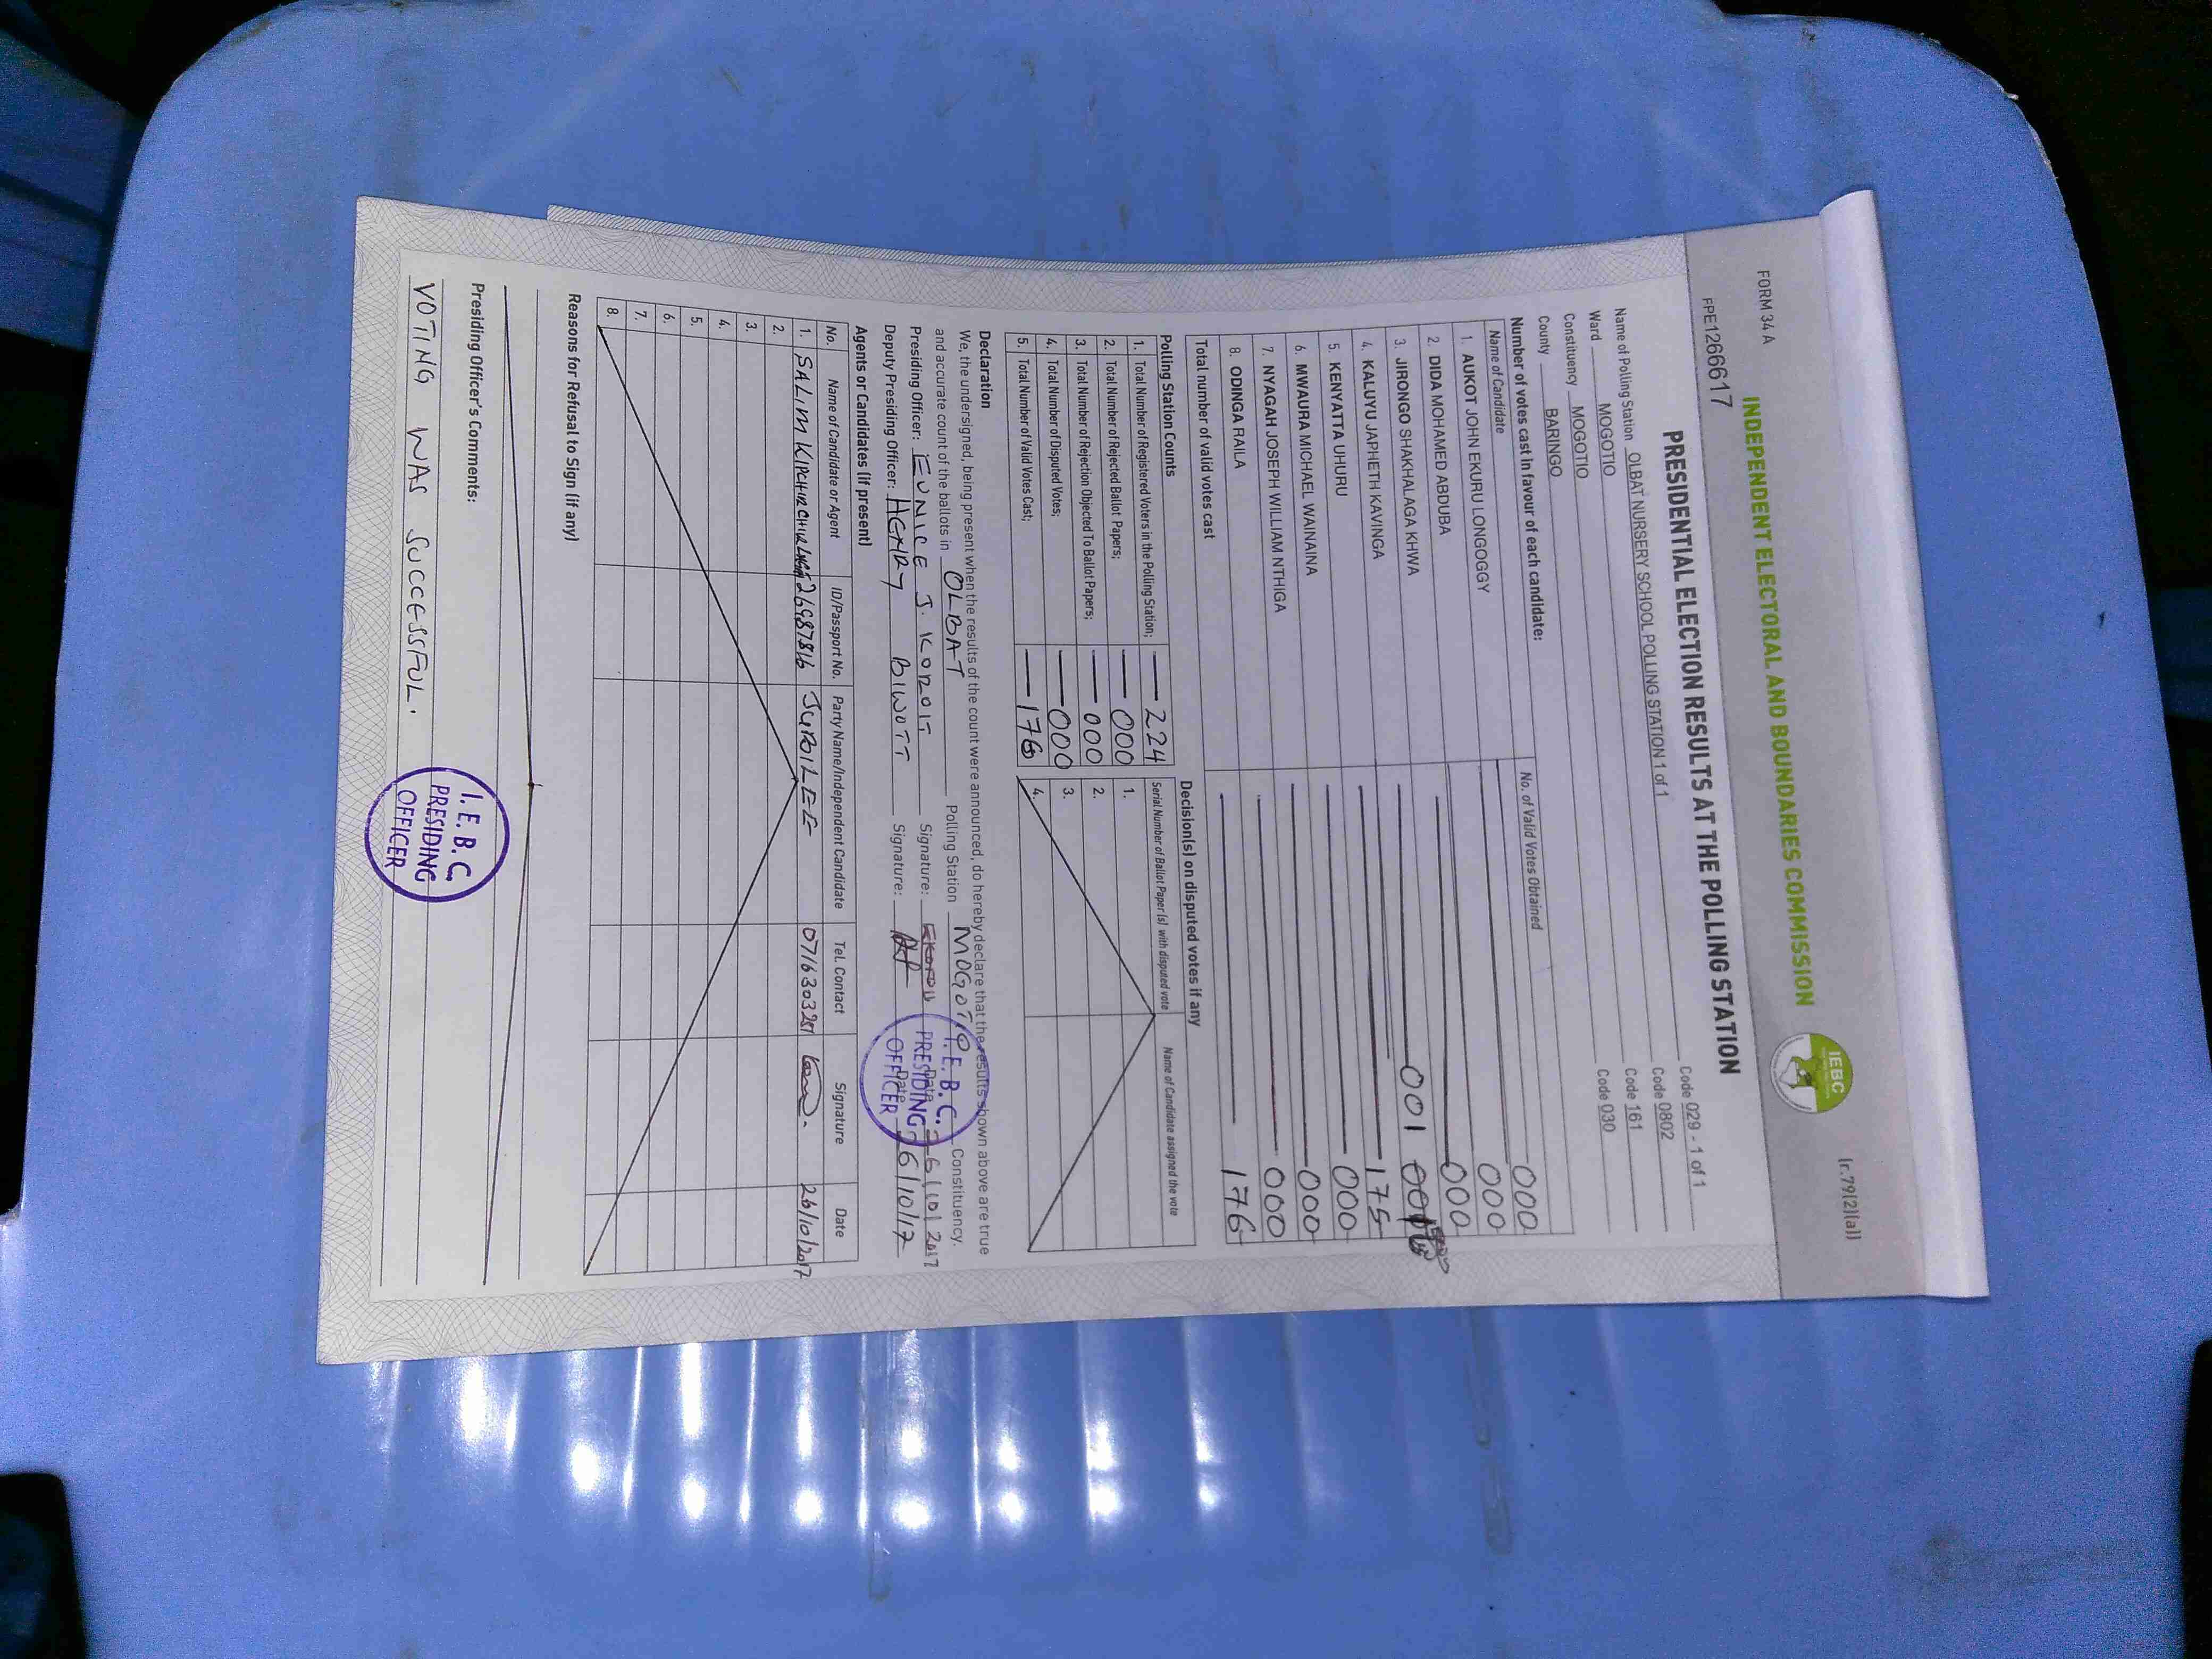 FORM 34A
(r.79(2)(a))
INDEPENDENT ELECTORAL AND BOUNDARIES COMMISSION
IEBC
FPE1266617
PRESIDENTIAL ELECTION RESULTS AT THE POLLING STATION
Name of Polling Station OLBAT NURSERY SCHOOL POLLING STATION 1 of 1 Code 029 - 1 of 1
Ward MOGOTIO Code 0802
Constituency MOGOTIO Code 161
County BARINGO Code 030
Number of votes cast in favour of each candidate:
Name of Candidate No. of Valid Votes Obtained
1. AUKOT JOHN EKURU LONGOGGY 000
2. DIDA MOHAMED ABDUBA 000
3. JIRONGO SHAKHALAGA KHWA 000
4. KALUYU JAPHETH KAVINGA 001 001
5. KENYATTA UHURU 175
6. MWAURA MICHAEL WAINAINA 000
7. NYAGAH JOSEPH WILLIAM NTHIGA 000
8. ODINGA RAILA 000
Total number of valid votes cast 176
Polling Station Counts
1. Total Number of Registered Voters in the Polling Station; 224
2. Total Number of Rejected Ballot Papers; 000
3. Total Number of Rejection Objected To Ballot Papers; 000
4. Total Number of Disputed Votes; 000
5. Total Number of Valid Votes Cast; 176
Decision(s) on disputed votes if any
Serial Number of Ballot Paper (s) with disputed vote Name of Candidate assigned the vote
1.
2.
3.
4.
Declaration
We, the undersigned, being present when the results of the count were announced, do hereby declare that the results shown above are true
and accurate count of the ballots in OLBAT Polling Station MOGOTIO Constituency.
Presiding Officer: EUNICE J. KOROIT Signature: Date 26/10/2017
Deputy Presiding Officer: HENRY BIWOTT Signature: Date 26/10/17
I.E.B.C.
PRESIDING
OFFICER
Agents or Candidates (if present)
No. Name of Candidate or Agent ID/Passport No. Party Name/Independent Candidate Tel. Contact Signature Date
1. SALIM 26987816 JUBILEE 26/10/2017
2.
3.
4.
5.
6.
7.
8.
Reasons for Refusal to Sign (if any)
Presiding Officer's Comments:
VOTING WAS SUCCESSFUL.
I.E.B.C.
PRESIDING
OFFICER